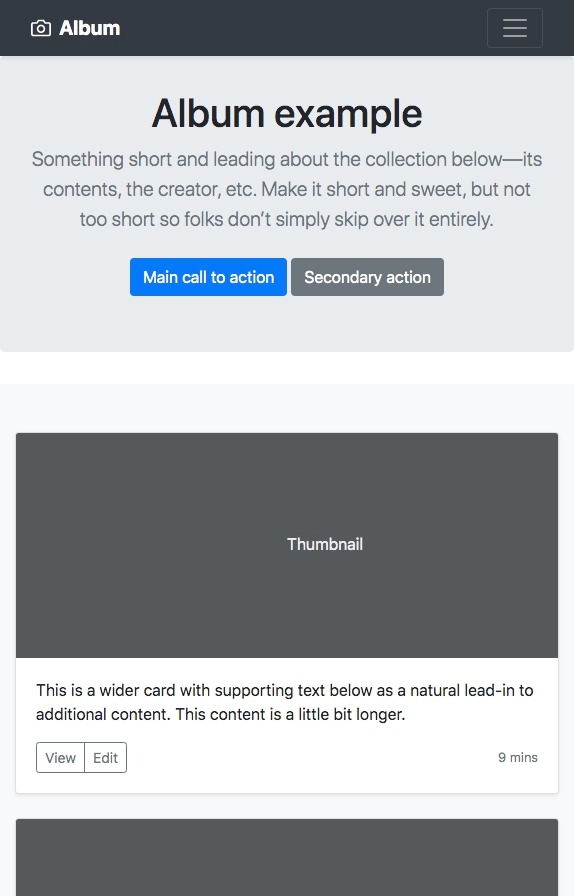 Album
Album example
Something short and leading about the collection below—its
contents, the creator, etc. Make it short and sweet, but not
too short so folks don’t simply skip over it entirely.
Main call to action Secondary action
Thumbnail
This is a wider card with supporting text below as a natural lead-in to
additional content. This content is a little bit longer.
View Edit 9 mins